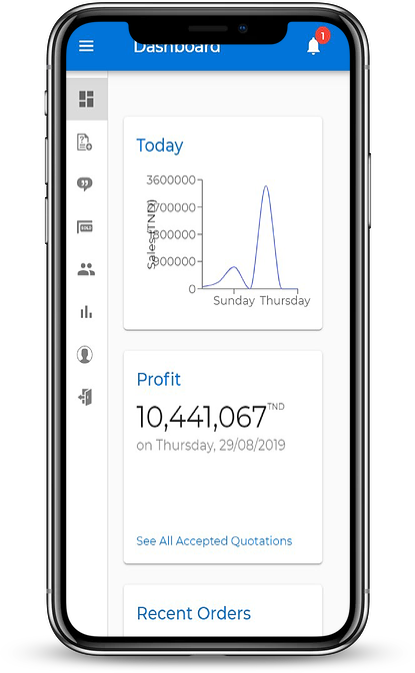 Dashboard
1
Today
3600000
2700000
1800000
900000
0
Sales (TND)
Sunday Thursday
Profit
10,441,067 TND
on Thursday, 29/08/2019
See All Accepted Quotations
Recent Orders